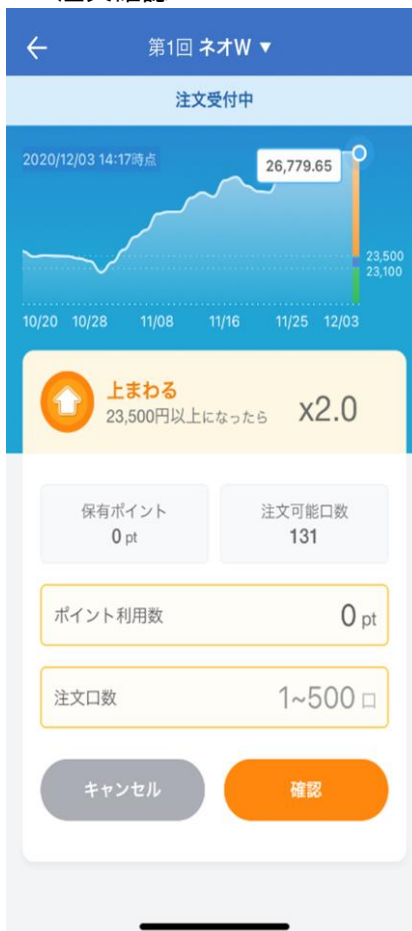 第1回 ネオW ▼
注文受付中
2020/12/03 14:17時点
26,779.65
23,500
23,100
10/20 10/28 11/08 11/16 11/25 12/03
上まわる
23,500円以上になったら
x2.0
保有ポイント
0 pt
注文可能口数
131
ポイント利用数
0 pt
注文口数
1~500 口
キャンセル
確認